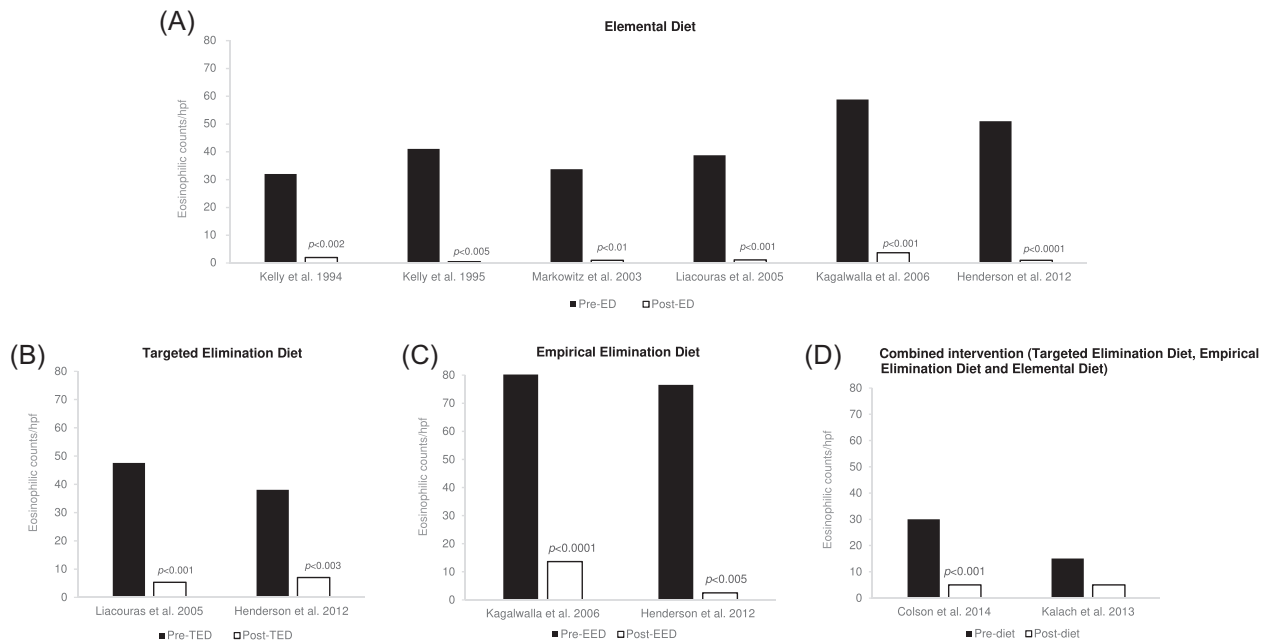 (A)
Elemental Diet
Eosinophilic counts/hpf
80
70
60
50
40
30
20
10
0
p<0.002
p<0.005
p<0.01
p<0.001
p<0.001
p<0.0001
Kelly et al. 1994
Kelly et al. 1995
Markowitz et al. 2003
Liacouras et al. 2005
Kagalwalla et al. 2006
Henderson et al. 2012
Pre-ED
Post-ED
(B)
Targeted Elimination Diet
Eosinophilic counts/hpf
80
70
60
50
40
30
20
10
0
p<0.001
p<0.003
Liacouras et al. 2005
Henderson et al. 2012
Pre-TED
Post-TED
(C)
Empirical Elimination Diet
Eosinophilic counts/hpf
80
70
60
50
40
30
20
10
0
p<0.0001
p<0.005
Kagalwalla et al. 2006
Henderson et al. 2012
Pre-EED
Post-EED
(D)
Combined intervention (Targeted Elimination Diet, Empirical
Elimination Diet and Elemental Diet)
Eosinophilic counts/hpf
80
70
60
50
40
30
20
10
0
p<0.001
Colson et al. 2014
Kalach et al. 2013
Pre-diet
Post-diet